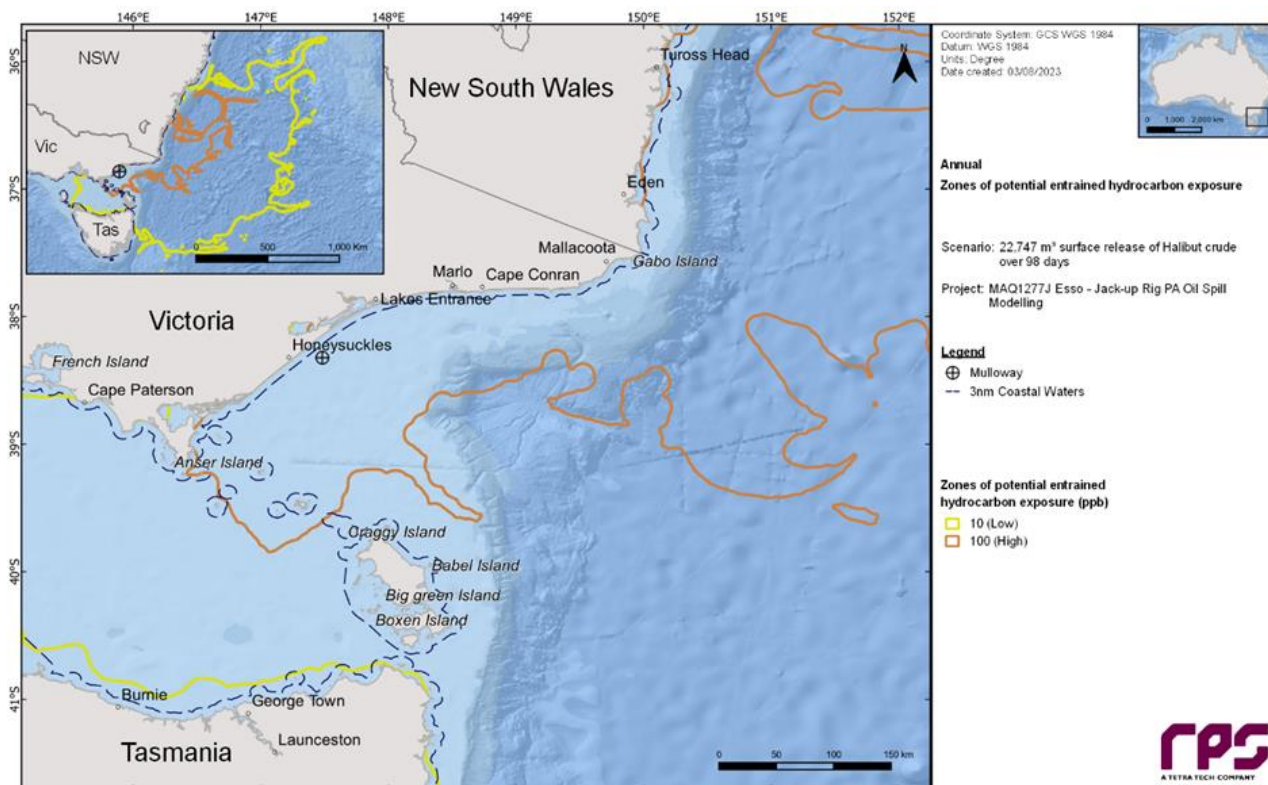 146°E
147°E
148°E
149°E
150°E
151°E
152°E
36°S
37°S
38°S
39°S
40°S
41°S
NSW
Vic
Tas
0
500
1,000 Km
New South Wales
Tuross Head
N
Eden
Mallacoota
Gabo Island
Marlo
Cape Conran
Lakes Entrance
Victoria
Honeysuckles
French Island
Cape Paterson
Anser Island
Craggy Island
Babel Island
Big green Island
Boxen Island
Burnie
George Town
Launceston
Tasmania
0 50 100 150 km
Coordinate System: GCS WGS 1984
Datum: WGS 1984
Units: Degree
Date created: 03/08/2023
0 1,000 2,000 km
Annual
Zones of potential entrained hydrocarbon exposure
Scenario: 22,747 m³ surface release of Halibut crude
over 98 days
Project: MAQ1277J Esso - Jack-up Rig PA Oil Spill
Modelling
Legend
Mulloway
3nm Coastal Waters
Zones of potential entrained
hydrocarbon exposure (ppb)
10 (Low)
100 (High)
rps
A TETRA TECH COMPANY